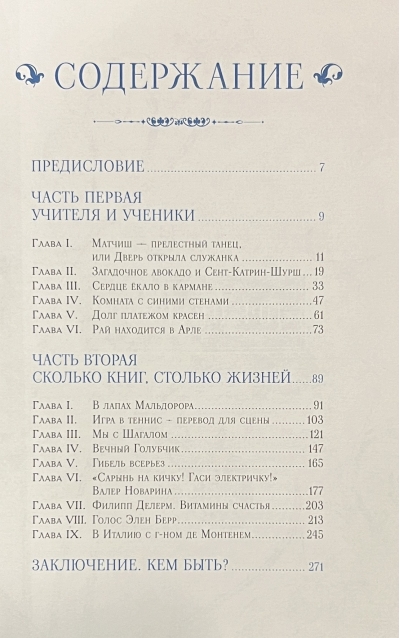 СОДЕРЖАНИЕ
ПРЕДИСЛОВИЕ 7
ЧАСТЬ ПЕРВАЯ
УЧИТЕЛЯ И УЧЕНИКИ 9
Глава I. Матчиш — прелестный танец,
или Дверь открыла служанка 11
Глава II. Загадочное авокадо и Сент-Катрин-Шурш 19
Глава III. Сердце ёкало в кармане 33
Глава IV. Комната с синими стенами 47
Глава V. Долг платежом красен 61
Глава VI. Рай находится в Арле 73
ЧАСТЬ ВТОРАЯ
СКОЛЬКО КНИГ, СТОЛЬКО ЖИЗНЕЙ 89
Глава I. В лапах Мальдорора 91
Глава II. Игра в теннис – перевод для сцены 103
Глава III. Мы с Шагалом 121
Глава IV. Вечный Голубчик 147
Глава V. Гибель всерьез 165
Глава VI. «Сарынь на кичку! Гаси электричку!»
Валер Новарина 177
Глава VII. Филипп Делерм. Витамины счастья 203
Глава VIII. Голос Элен Берр 213
Глава IX. В Италию с г-ном де Монтенем 245
ЗАКЛЮЧЕНИЕ. КЕМ БЫТЬ? 271